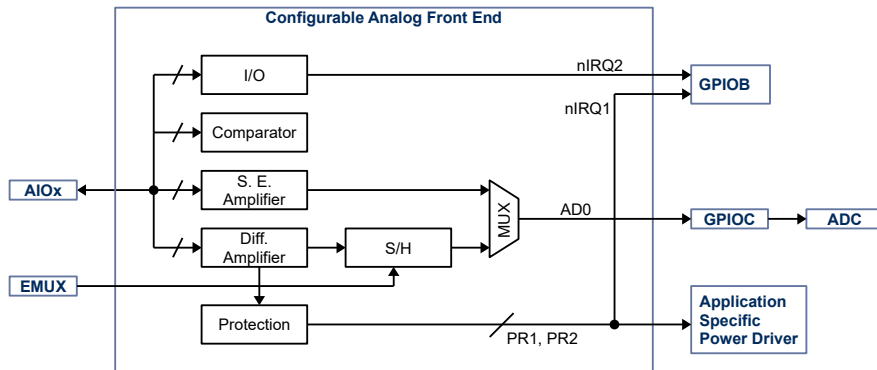 Configurable Analog Front End
I/O
nIRQ2
GPIOB
nIRQ1
Comparator
AIOx
S. E.
Amplifier
MUX
AD0
GPIOC
ADC
Diff.
Amplifier
S/H
EMUX
Protection
PR1, PR2
Application
Specific
Power Driver